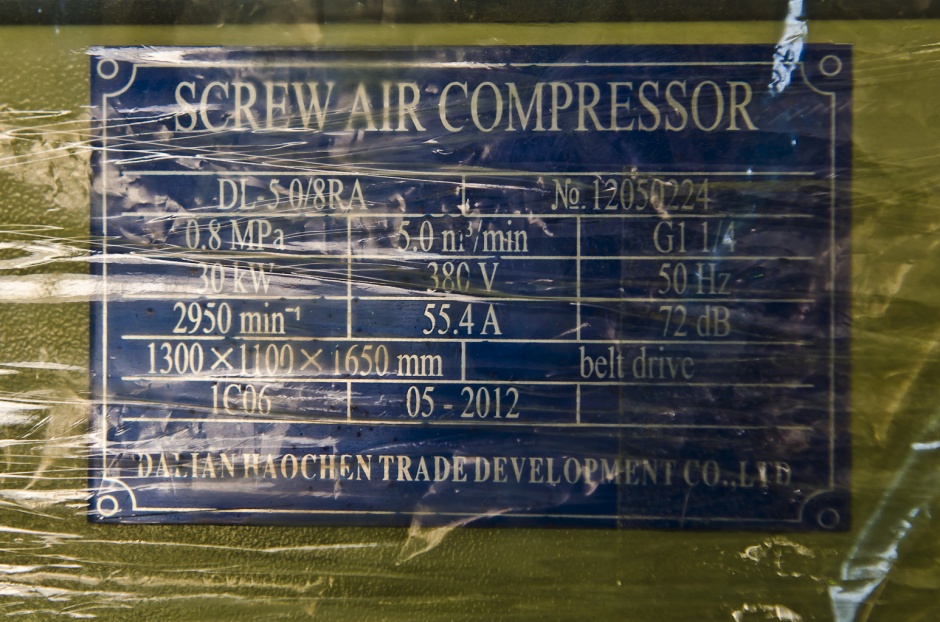 SCREW AIR COMPRESSOR
DL-5.0/8RA № 12050224
0.8 MPa 5.0 m³/min G1 1/4
30 kW 380 V 50 Hz
2950 min⁻¹ 55.4 A 72 dB
1300×1100×1650 mm belt drive
1C06 05 - 2012
DALIAN HAOCHEN TRADE DEVELOPMENT CO.,LTD